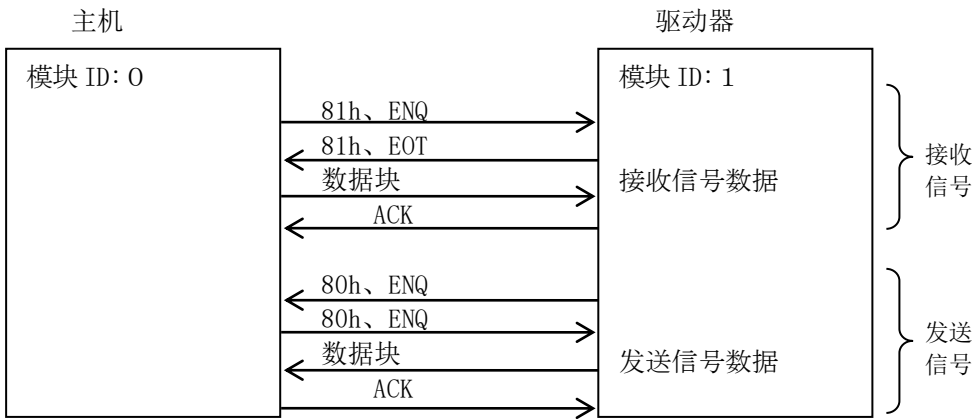 主机
驱动器
模块 ID: 0
模块 ID: 1
81h、ENQ
81h、EOT
数据块
ACK
接收信号数据
接收
信号
80h、ENQ
80h、ENQ
数据块
ACK
发送信号数据
发送
信号